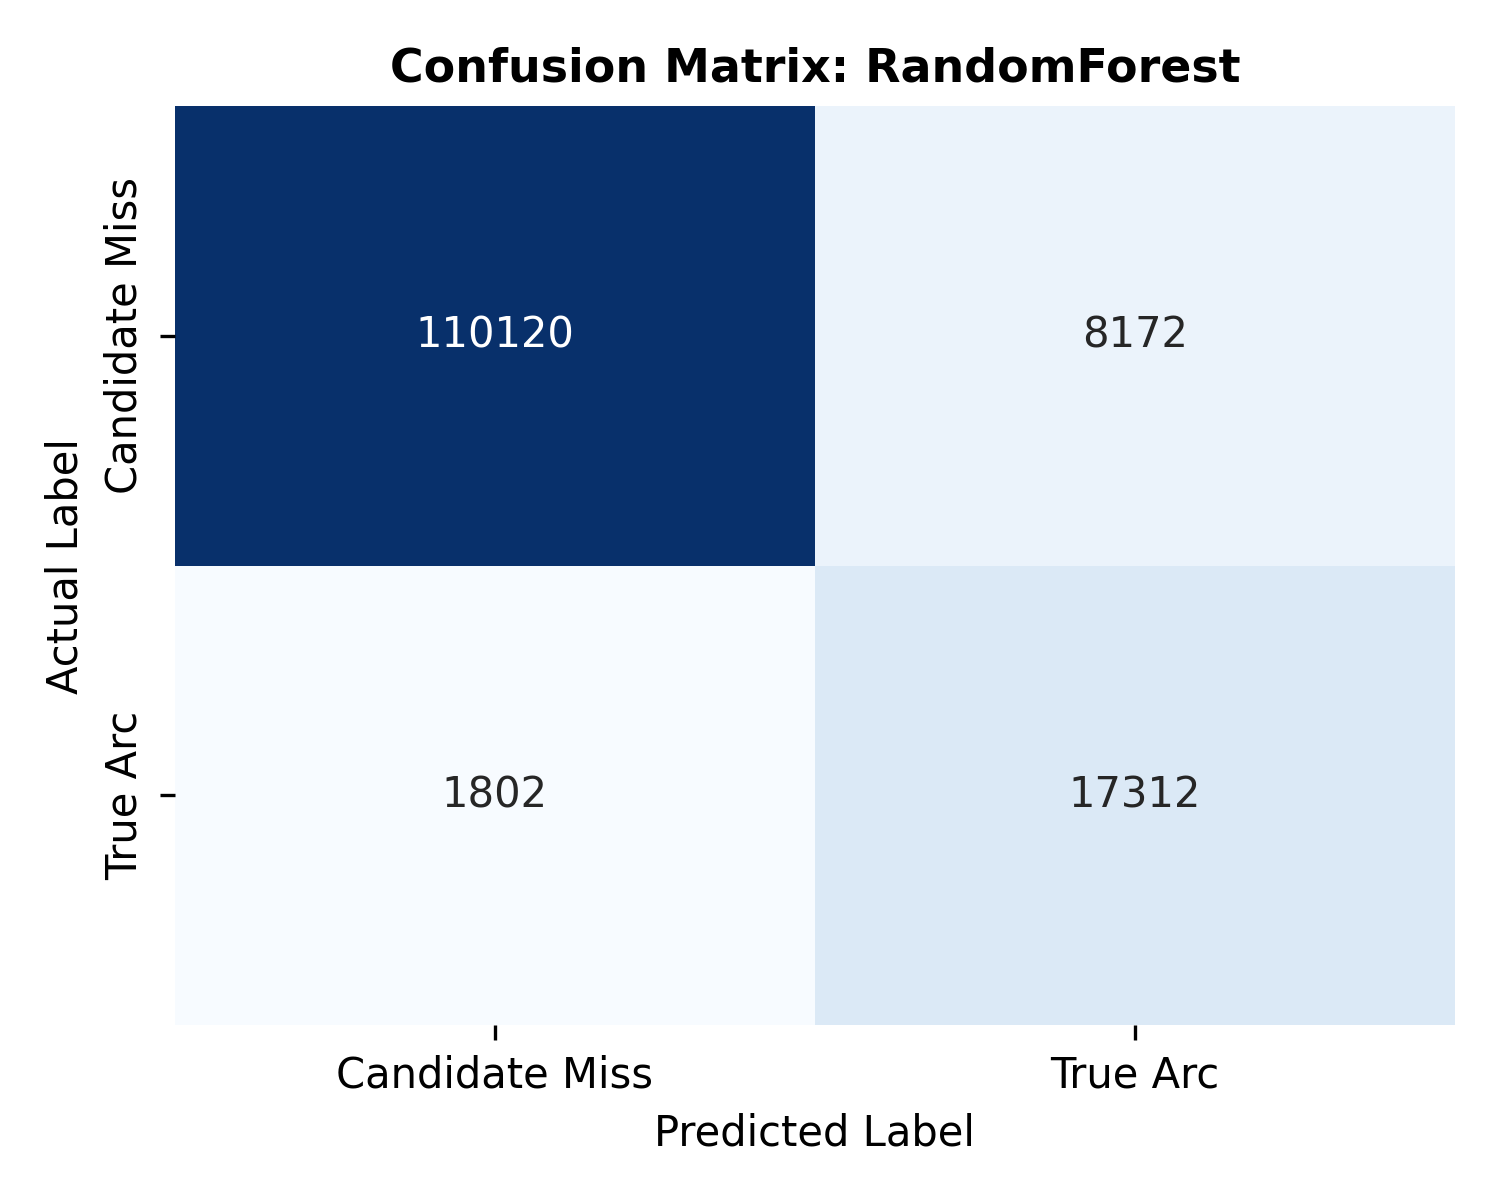 Confusion Matrix: RandomForest
Actual Label
Candidate Miss
110120
8172
True Arc
1802
17312
Candidate Miss
True Arc
Predicted Label